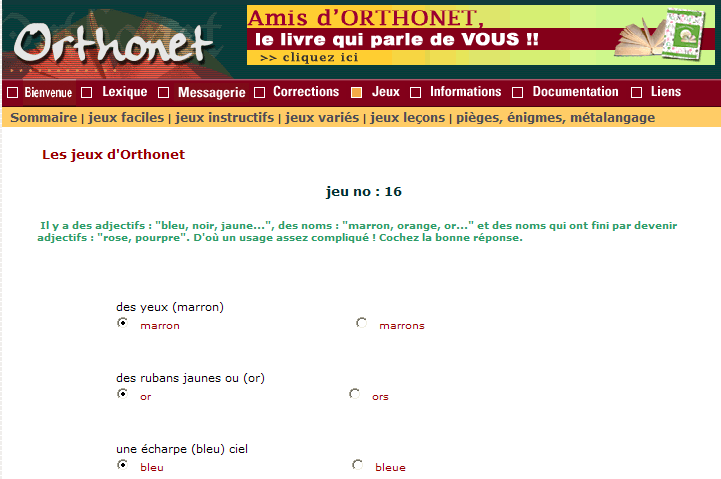 Orthonet
Amis d'ORTHONET,
le livre qui parle de VOUS !!
>> cliquez ici
Bienvenue Lexique Messagerie Corrections Jeux Informations Documentation Liens
Sommaire | jeux faciles | jeux instructifs | jeux variés | jeux leçons | pièges, énigmes, métalangage
Les jeux d'Orthonet
jeu no : 16
Il y a des adjectifs : "bleu, noir, jaune...", des noms : "marron, orange, or..." et des noms qui ont fini par devenir
adjectifs : "rose, pourpre". D'où un usage assez compliqué ! Cochez la bonne réponse.
des yeux (marron)
marron marrons
des rubans jaunes ou (or)
or ors
une écharpe (bleu) ciel
bleu bleue